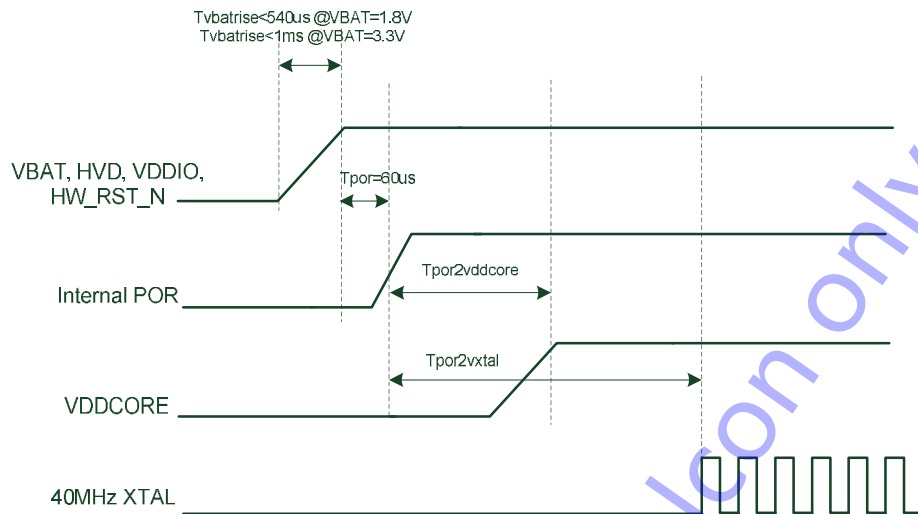 Tvbatrise<540us @VBAT=1.8V
Tvbatrise<1ms @VBAT=3.3V
VBAT, HVD, VDDIO,
HW_RST_N
Tpor=60us
Internal POR
Tpor2vddcore
Tpor2vxtal
VDDCORE
40MHz XTAL
lcon only